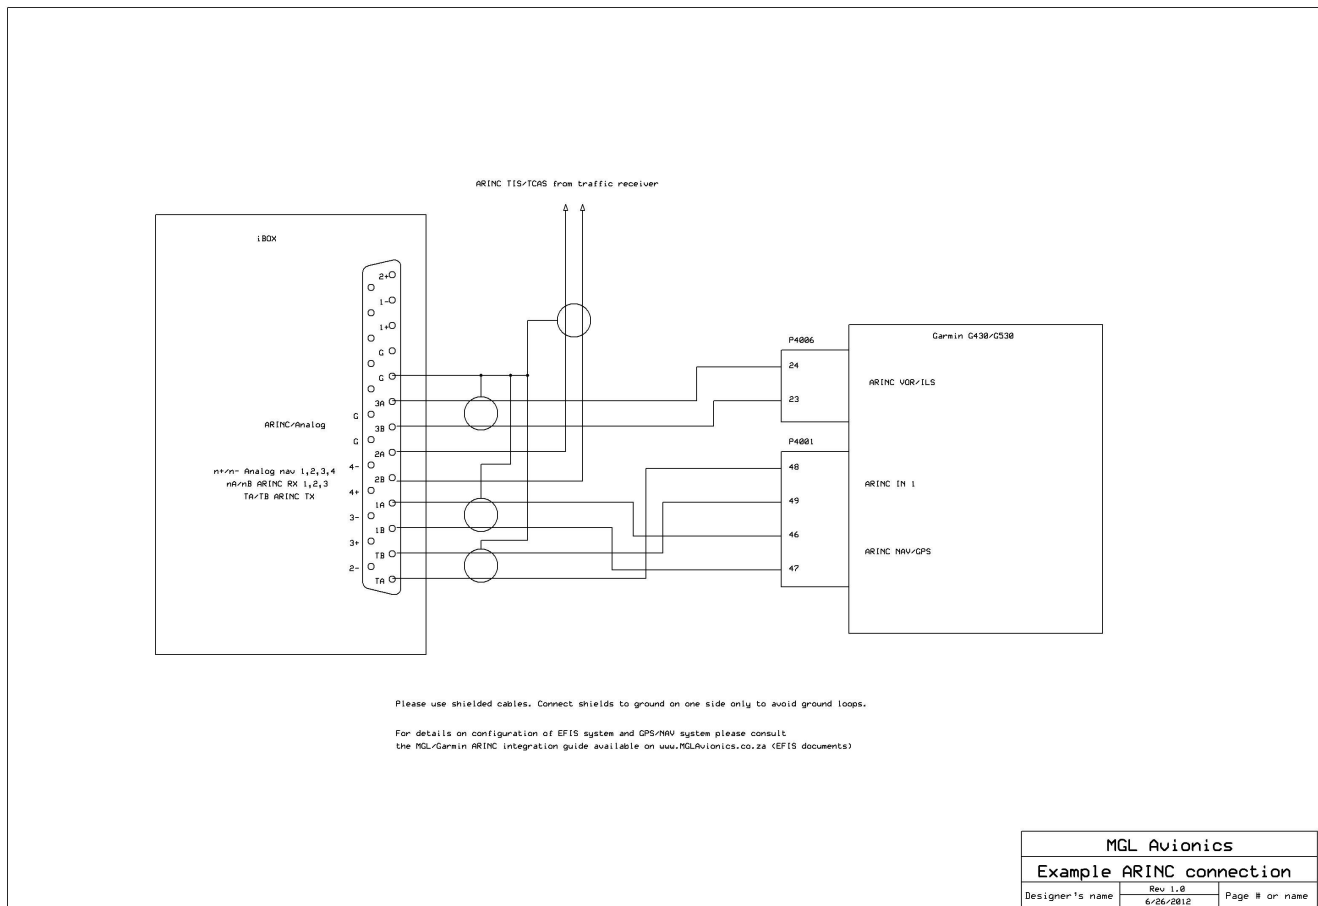 ARINC TIS/TCAS from traffic receiver
iBOX
2+
1-
1+
G
G
3A
G
3B
G
2A
4-
2B
4+
1A
3-
1B
3+
TB
2-
TA
ARINC/Analog
n+/n- Analog nav 1,2,3,4
nA/nB ARINC RX 1,2,3
TA/TB ARINC TX
P4006
24
23
P4001
48
49
46
47
Garmin G430/G530
ARINC VOR/ILS
ARINC IN 1
ARINC NAV/GPS
Please use shielded cables. Connect shields to ground on one side only to avoid ground loops.
For details on configuration of EFIS system and GPS/NAV system please consult
the MGL/Garmin ARINC integration guide available on www.MGLAvionics.co.za (EFIS documents)
MGL Avionics
Example ARINC connection
Designer's name
Rev 1.0
6/26/2012
Page # or name